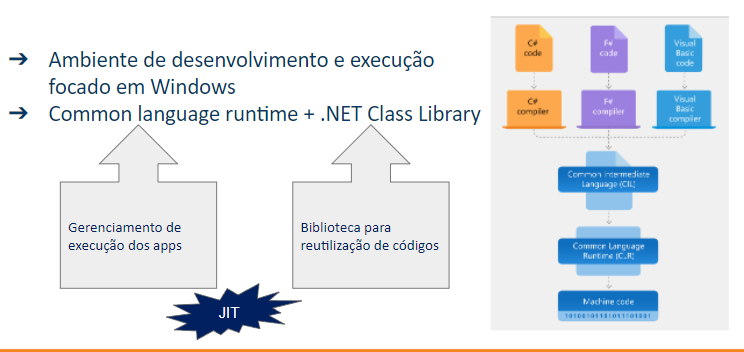 ➔ Ambiente de desenvolvimento e execução
focado em Windows
➔ Common language runtime + .NET Class Library
Gerenciamento de
execução dos apps
Biblioteca para
reutilização de códigos
JIT
C#
code
F#
code
Visual
Basic
code
C#
compiler
F#
compiler
Visual
Basic
compiler
Common Intermediate
Language (CIL)
Common Language
Runtime (CLR)
Machine code